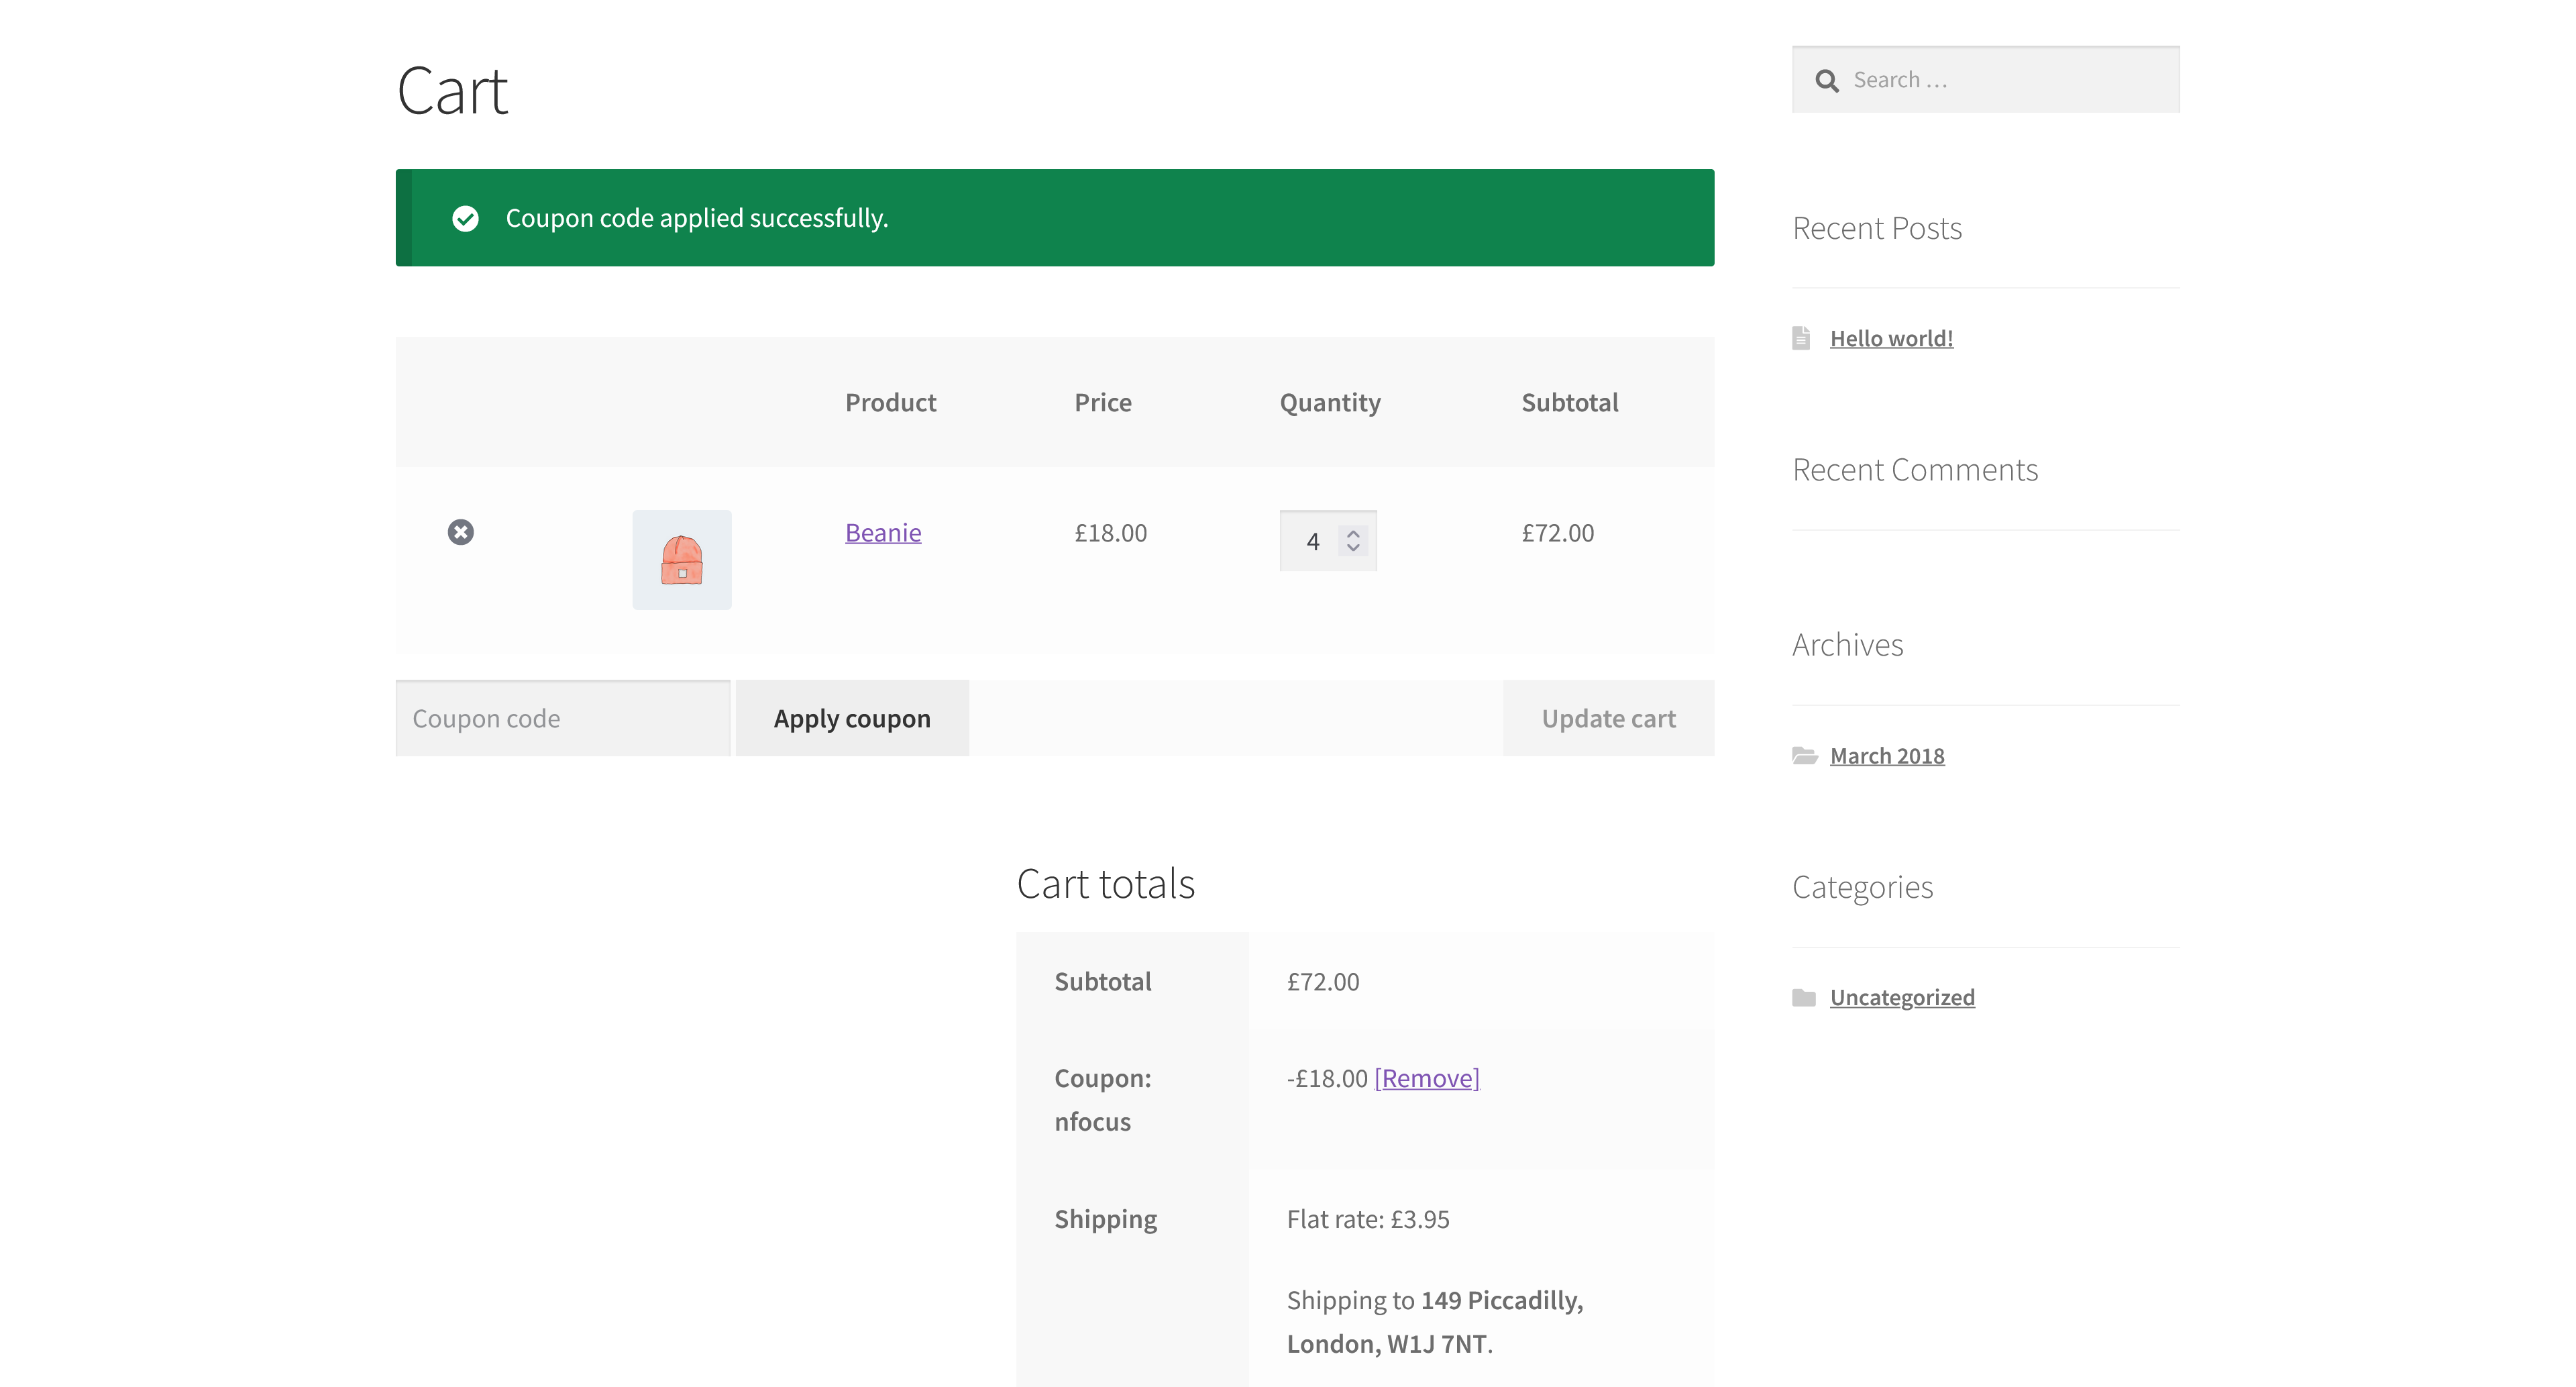 Cart
Search …
Coupon code applied successfully.
Product Price Quantity Subtotal
Beanie £18.00 4 £72.00
Coupon code Apply coupon Update cart
Cart totals
Subtotal £72.00
Coupon: -£18.00 [Remove]
nfocus
Shipping Flat rate: £3.95
Shipping to 149 Piccadilly,
London, W1J 7NT.
Recent Posts
Hello world!
Recent Comments
Archives
March 2018
Categories
Uncategorized